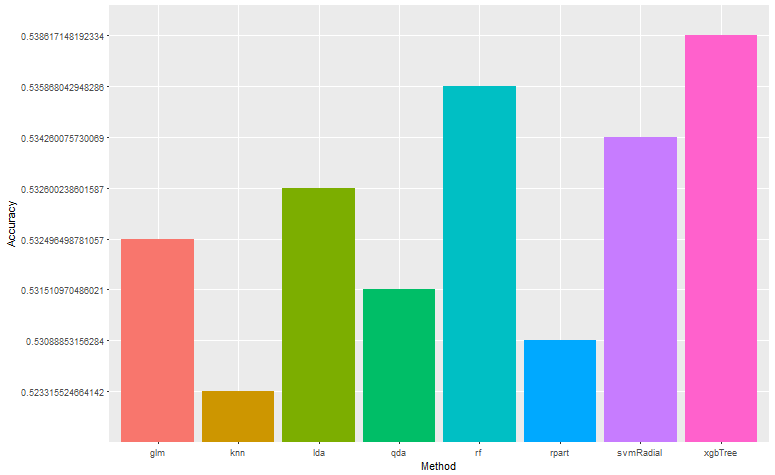 0.538617148192334
0.535868042948286
0.534260075730069
0.532600238601587
0.532496498781057
0.531510970486021
0.53088853156284
0.523315524664142
Accuracy
glm knn lda qda rf rpart svmRadial xgbTree
Method